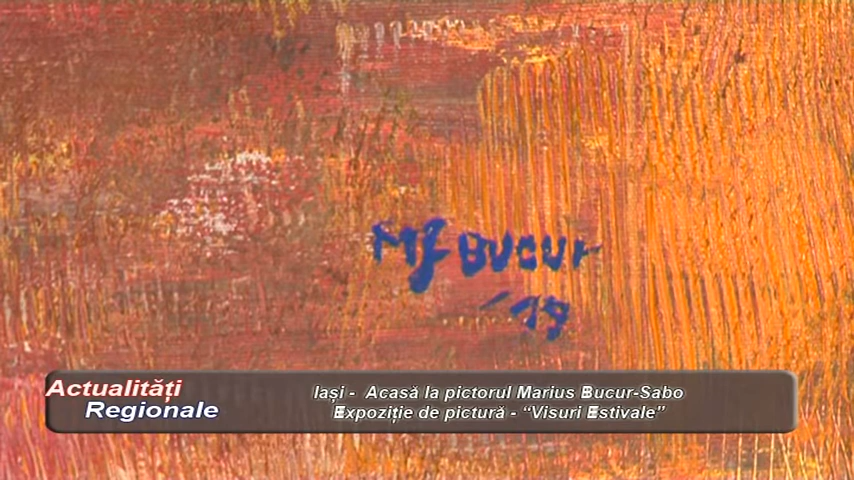 MJ BUCUR
'19
Actualități
Regionale
Iași - Acasă la pictorul Marius Bucur-Sabo
Expoziție de pictură - “Visuri Estivale”